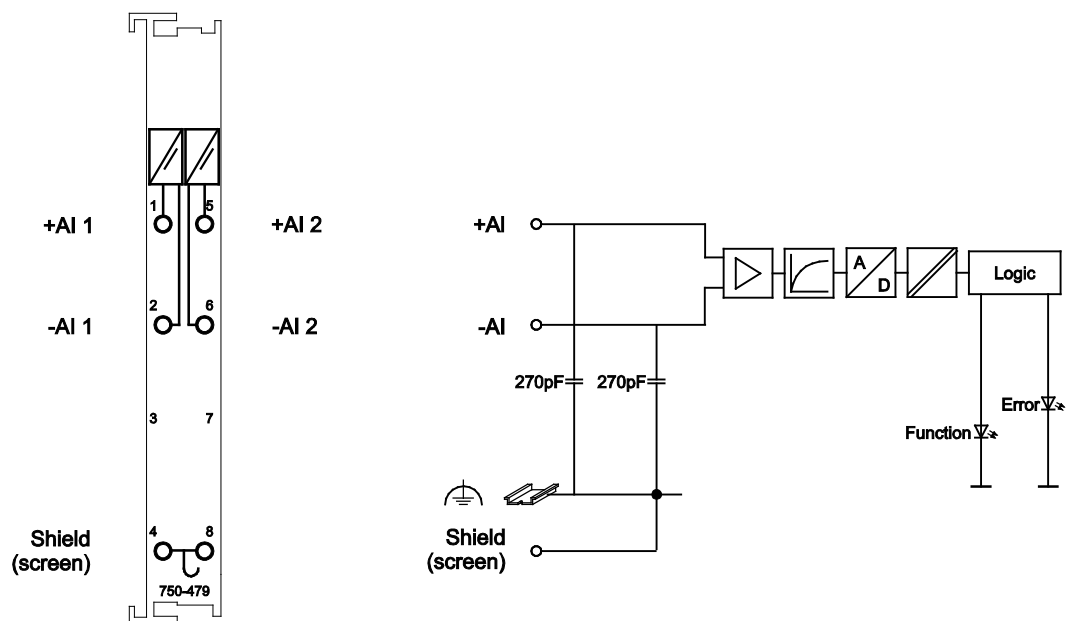 1
5
+AI 1
+AI 2
2
6
-AI 1
-AI 2
3
7
4
8
Shield
(screen)
750-479
+AI
-AI
A
D
Logic
270pF
270pF
Error
Function
Shield
(screen)